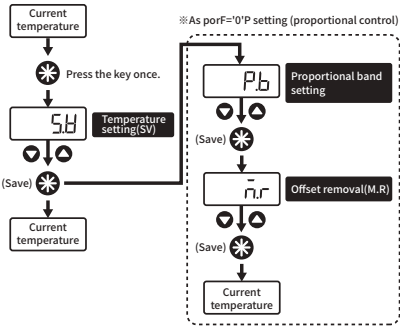 Current
temperature
Press the key once.
S.V
Temperature
setting(SV)
(Save)
Current
temperature
※As porF='0'P setting (proportional control)
P.b
Proportional band
setting
(Save)
n̄.r
Offset removal(M.R)
(Save)
Current
temperature